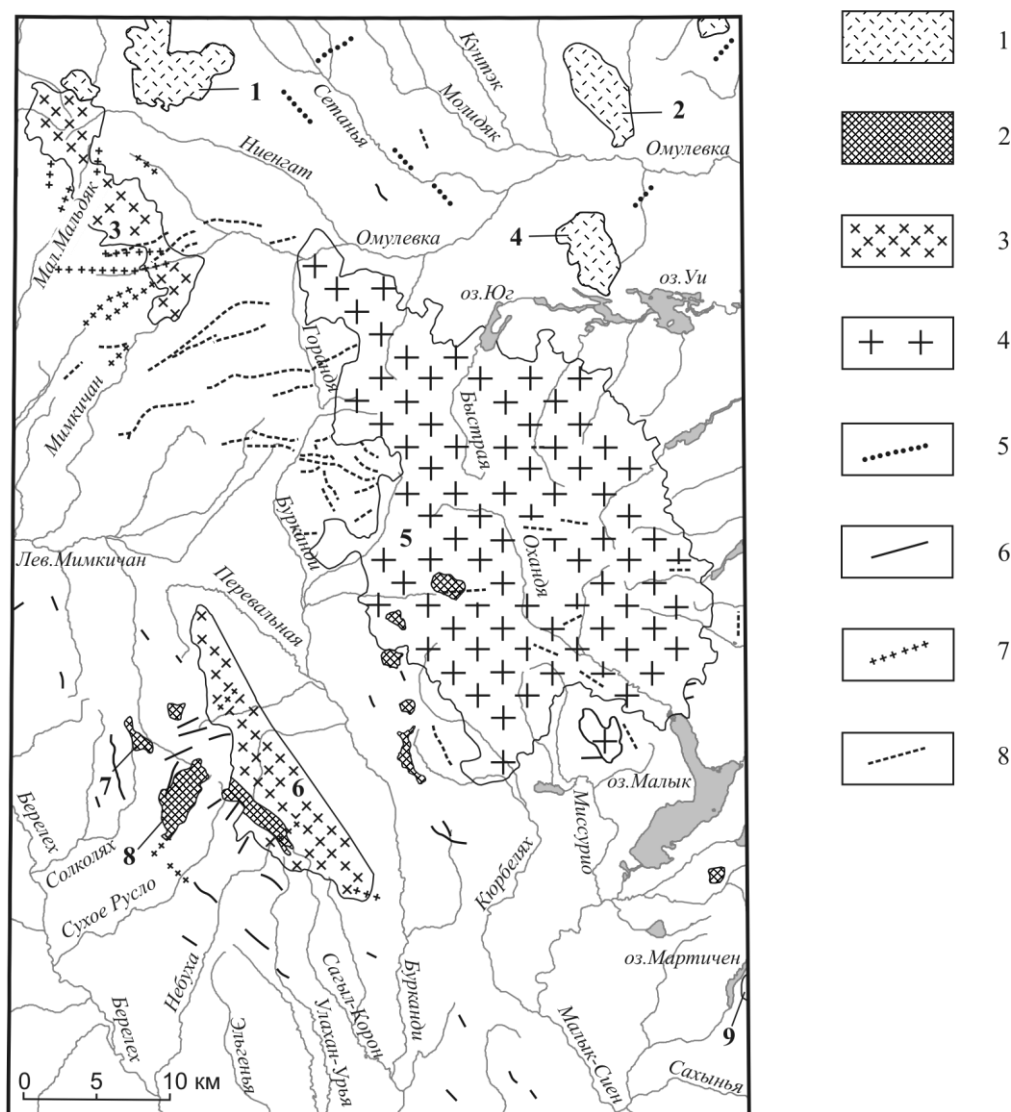 Кунтэк
1
Сетанья
Молидяк
1
2
2
Ниенгат
Омулевка
Мал.Мальдяк
3
4
Омулевка
3
оз.Юг
оз.Уи
4
Горандя
Мимкичан
Быстрая
5
Бурканди
5
Охандя
6
Лев.Мимкичан
Перевальная
7
7
6
оз.Малык
8
Берелех
Солколях
8
Миссурио
Сухое Русло
Кюрбелях
Небуха
Сагыл-Корон
Бурканди
оз.Мартичен
Берелех
Эльгенья
Улахан-Урья
Малык-Сиен
9
Сахынья
0 5 10 км